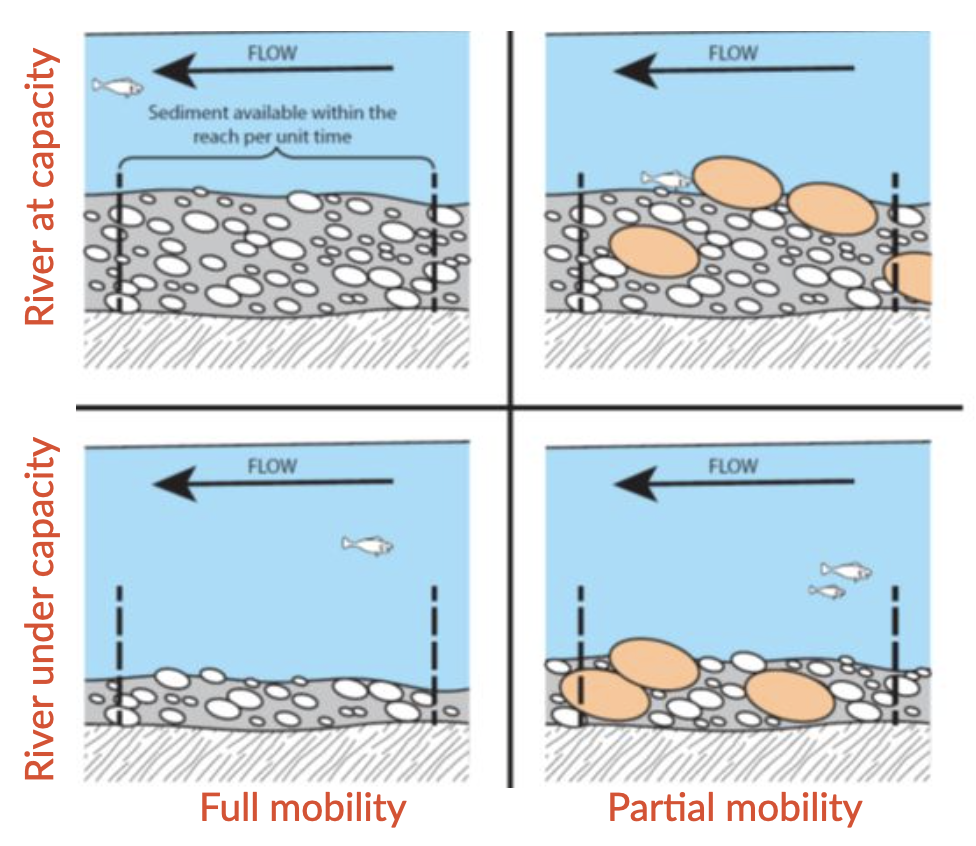 River at capacity
FLOW
Sediment available within the
reach per unit time
FLOW
River under capacity
FLOW
FLOW
Full mobility
Partial mobility